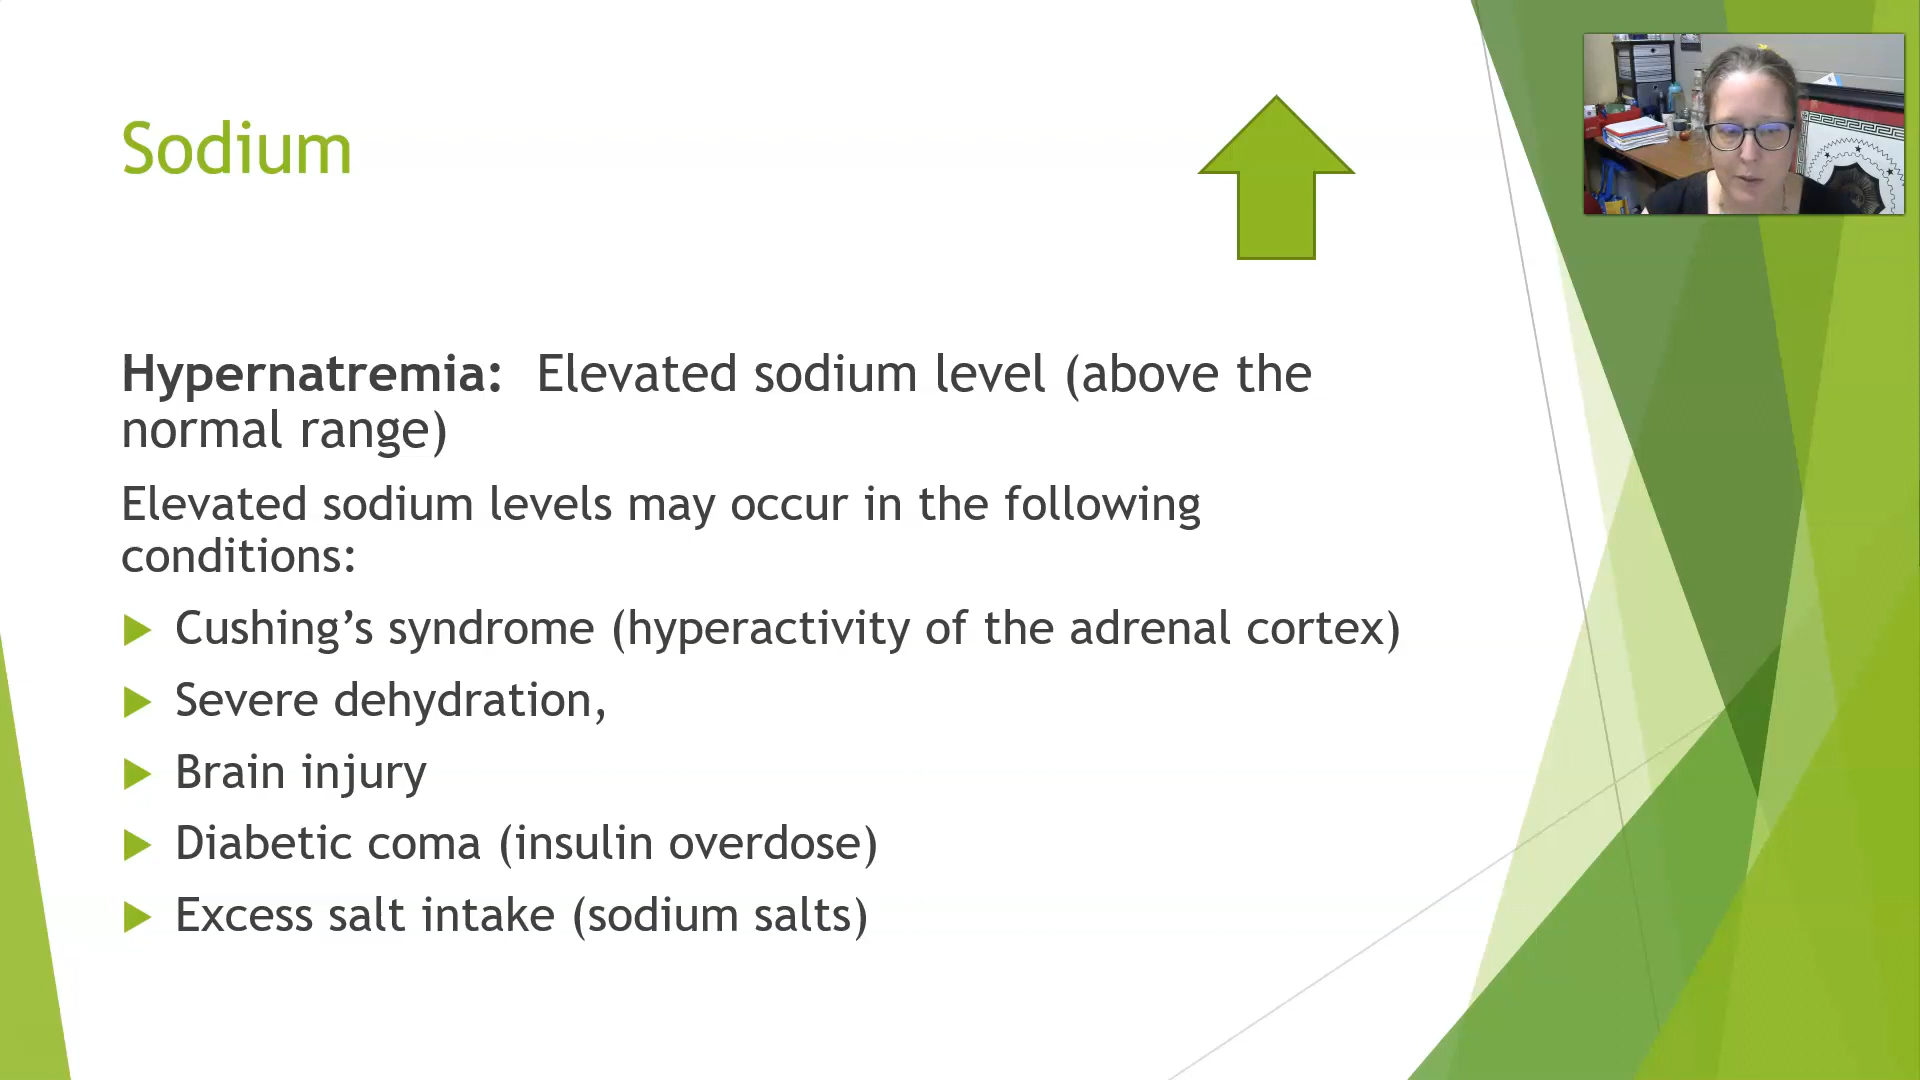 Sodium
Hypernatremia: Elevated sodium level (above the
normal range)
Elevated sodium levels may occur in the following
conditions:
Cushing’s syndrome (hyperactivity of the adrenal cortex)
Severe dehydration,
Brain injury
Diabetic coma (insulin overdose)
Excess salt intake (sodium salts)